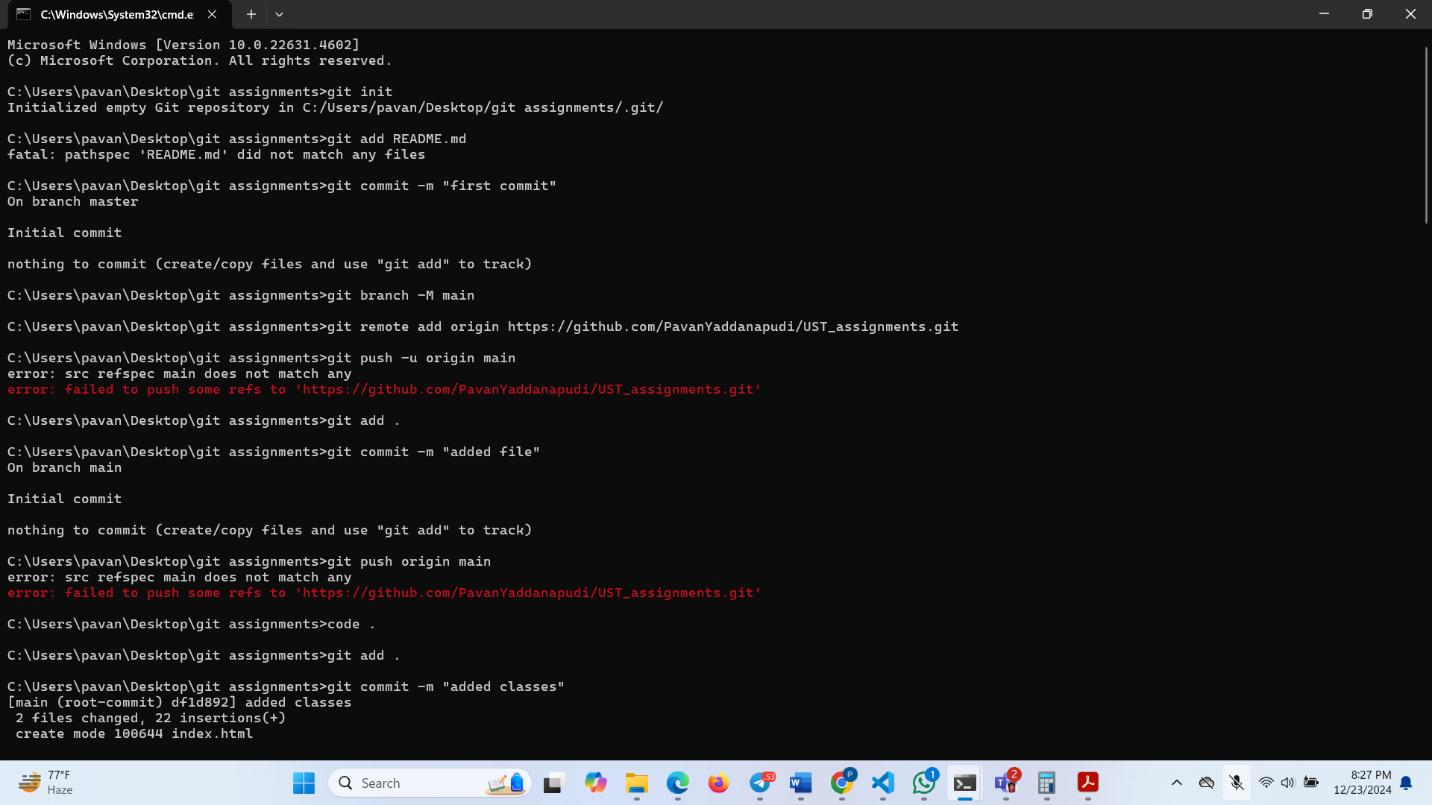 C:\Windows\System32\cmd.e
Microsoft Windows [Version 10.0.22631.4602]
(c) Microsoft Corporation. All rights reserved.
C:\Users\pavan\Desktop\git assignments>git init
Initialized empty Git repository in C:/Users/pavan/Desktop/git assignments/.git/
C:\Users\pavan\Desktop\git assignments>git add README.md
fatal: pathspec 'README.md' did not match any files
C:\Users\pavan\Desktop\git assignments>git commit -m "first commit"
On branch master
Initial commit
nothing to commit (create/copy files and use "git add" to track)
C:\Users\pavan\Desktop\git assignments>git branch -M main
C:\Users\pavan\Desktop\git assignments>git remote add origin https://github.com/PavanYaddanapudi/UST_assignments.git
C:\Users\pavan\Desktop\git assignments>git push -u origin main
error: src refspec main does not match any
error: failed to push some refs to 'https://github.com/PavanYaddanapudi/UST_assignments.git'
C:\Users\pavan\Desktop\git assignments>git add .
C:\Users\pavan\Desktop\git assignments>git commit -m "added file"
On branch main
Initial commit
nothing to commit (create/copy files and use "git add" to track)
C:\Users\pavan\Desktop\git assignments>git push origin main
error: src refspec main does not match any
error: failed to push some refs to 'https://github.com/PavanYaddanapudi/UST_assignments.git'
C:\Users\pavan\Desktop\git assignments>code .
C:\Users\pavan\Desktop\git assignments>git add .
C:\Users\pavan\Desktop\git assignments>git commit -m "added classes"
[main (root-commit) df1d892] added classes
 2 files changed, 22 insertions(+)
 create mode 100644 index.html
77°F
Haze
Search
53
W
P
1
2
8:27 PM
12/23/2024